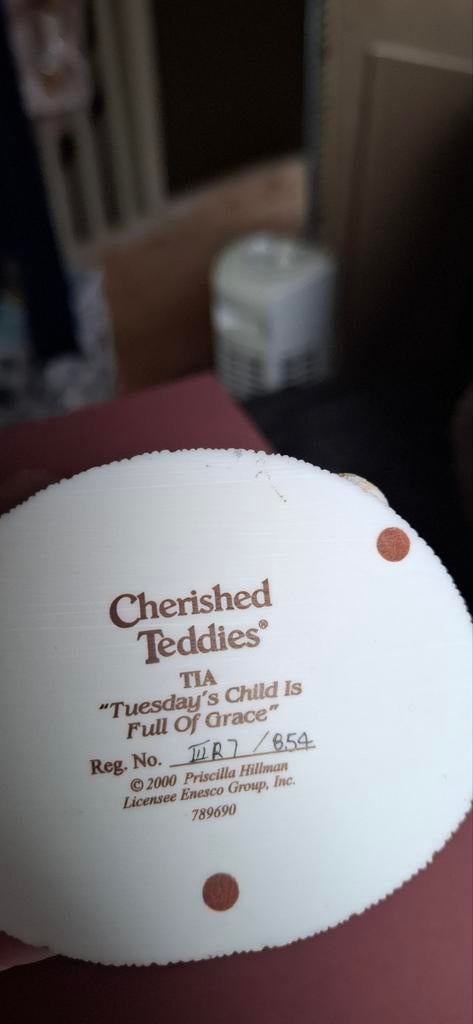 Cherished
Teddies®
TIA
"Tuesday's Child Is
Full Of Grace"
Reg. No. IIIR7/854
© 2000 Priscilla Hillman
Licensee Enesco Group, Inc.
789690